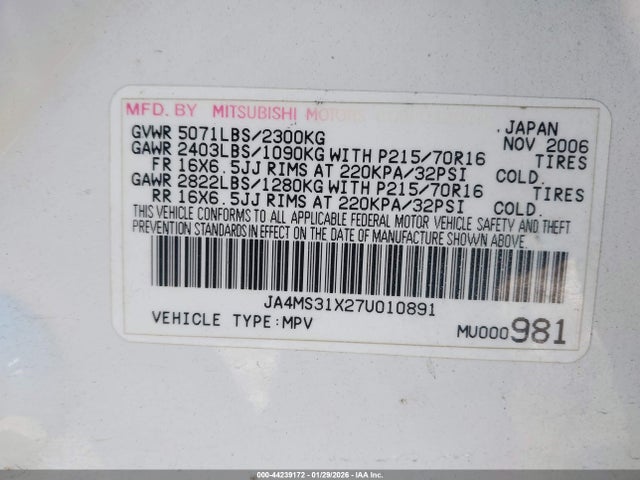 MFD. BY MITSUBISHI MOTORS
JAPAN
GVWR 5071LBS/2300KG NOV 2006
GAWR 2403LBS/1090KG WITH P215/70R16 TIRES
FR 16X6.5JJ RIMS AT 220KPA/32PSI COLD.
GAWR 2822LBS/1280KG WITH P215/70R16 TIRES
RR 16X6.5JJ RIMS AT 220KPA/32PSI COLD.
THIS VEHICLE CONFORMS TO ALL APPLICABLE FEDERAL MOTOR VEHICLE SAFETY AND THEFT
PREVENTION STANDARDS IN EFFECT ON THE DATE OF MANUFACTURE SHOWN ABOVE.
JA4MS31X27U010891
VEHICLE TYPE:MPV MU000981
000-44239172 | 01/29/2026 | IAA Inc.